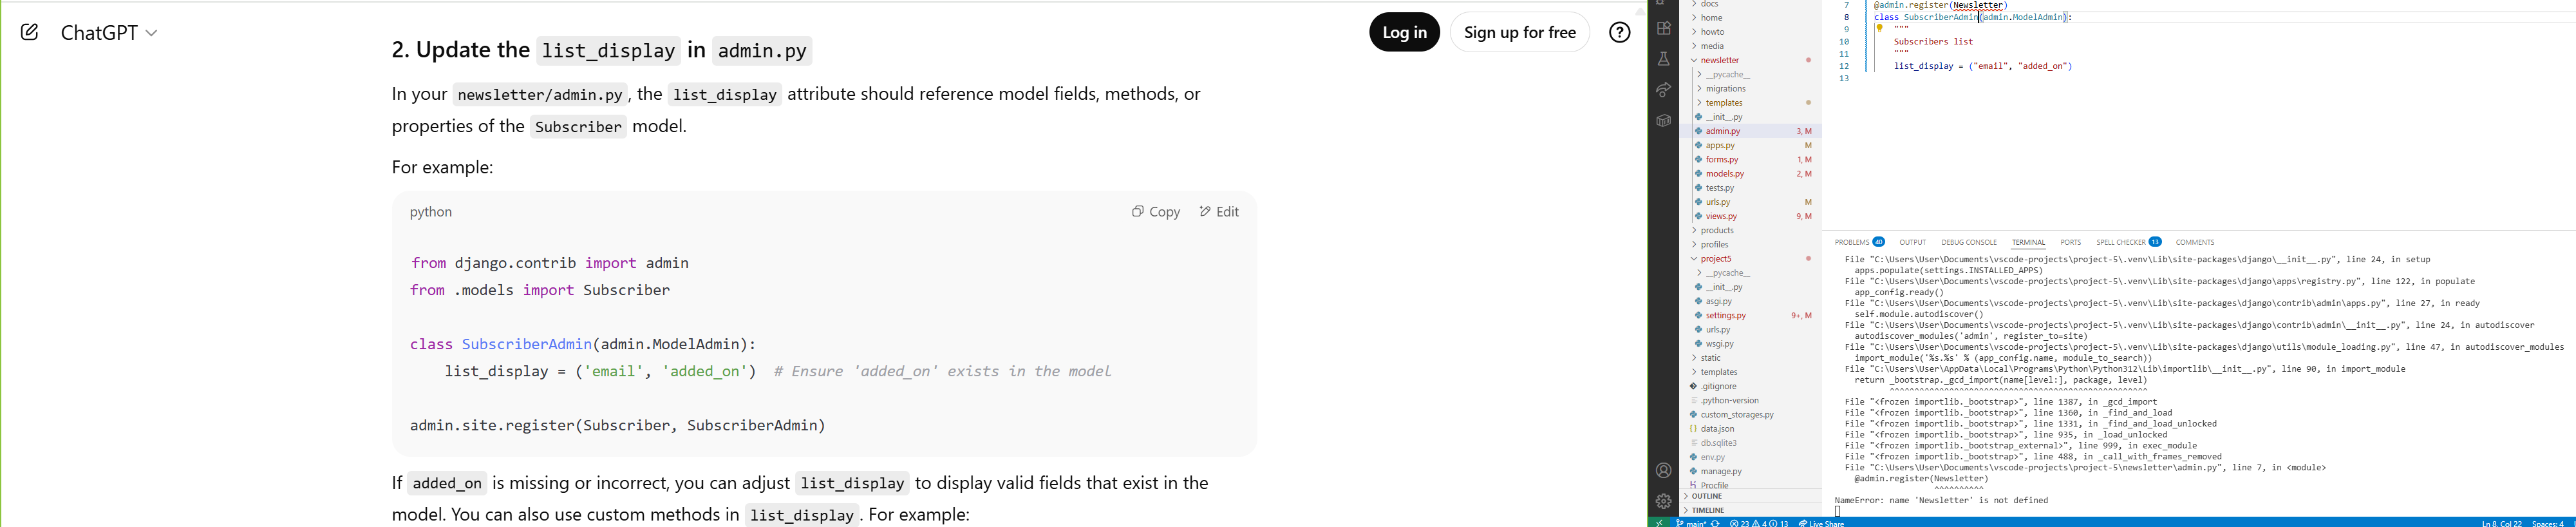 ChatGPT
Log in
Sign up for free
?
2. Update the list_display in admin.py
In your newsletter/admin.py, the list_display attribute should reference model fields, methods, or
properties of the Subscriber model.
For example:
python
Copy
Edit
from django.contrib import admin
from .models import Subscriber
class SubscriberAdmin(admin.ModelAdmin):
list_display = ('email', 'added_on')  # Ensure 'added_on' exists in the model
admin.site.register(Subscriber, SubscriberAdmin)
If added_on is missing or incorrect, you can adjust list_display to display valid fields that exist in the
model. You can also use custom methods in list_display. For example:
docs
home
howto
media
newsletter
__pycache__
migrations
templates
__init__.py
admin.py 3, M
apps.py M
forms.py 1, M
models.py 2, M
tests.py
urls.py M
views.py 9, M
products
profiles
project5
__pycache__
__init__.py
asgi.py
settings.py 9+, M
urls.py
wsgi.py
static
templates
.gitignore
.python-version
custom_storages.py
data.json
db.sqlite3
env.py
manage.py
Procfile
OUTLINE
TIMELINE
7 @admin.register(Newsletter)
8 class SubscriberAdmin(admin.ModelAdmin):
9 """
10 Subscribers list
11 """
12 list_display = ("email", "added_on")
13
PROBLEMS 40 OUTPUT DEBUG CONSOLE TERMINAL PORTS SPELL CHECKER 13 COMMENTS
File "C:\Users\User\Documents\vscode-projects\project-5\.venv\Lib\site-packages\django\__init__.py", line 24, in setup
apps.populate(settings.INSTALLED_APPS)
File "C:\Users\User\Documents\vscode-projects\project-5\.venv\Lib\site-packages\django\apps\registry.py", line 122, in populate
app_config.ready()
File "C:\Users\User\Documents\vscode-projects\project-5\.venv\Lib\site-packages\django\contrib\admin\apps.py", line 27, in ready
self.module.autodiscover()
File "C:\Users\User\Documents\vscode-projects\project-5\.venv\Lib\site-packages\django\contrib\admin\__init__.py", line 24, in autodiscover
autodiscover_modules('admin', register_to=site)
File "C:\Users\User\Documents\vscode-projects\project-5\.venv\Lib\site-packages\django\utils\module_loading.py", line 47, in autodiscover_modules
import_module('%s.%s' % (app_config.name, module_to_search))
File "C:\Users\User\AppData\Local\Programs\Python\Python312\Lib\importlib\__init__.py", line 90, in import_module
return _bootstrap._gcd_import(name[level:], package, level)
^^^^^^^^^^^^^^^^^^^^^^^^^^^^^^^^^^^^^^^^^^^^^^^^^^^^
File "<frozen importlib._bootstrap>", line 1387, in _gcd_import
File "<frozen importlib._bootstrap>", line 1360, in _find_and_load
File "<frozen importlib._bootstrap>", line 1331, in _find_and_load_unlocked
File "<frozen importlib._bootstrap>", line 935, in _load_unlocked
File "<frozen importlib._bootstrap_external>", line 999, in exec_module
File "<frozen importlib._bootstrap>", line 488, in _call_with_frames_removed
File "C:\Users\User\Documents\vscode-projects\project-5\newsletter\admin.py", line 7, in <module>
@admin.register(Newsletter)
^^^^^^^^^^
NameError: name 'Newsletter' is not defined
main* 23 4 13 Live Share
Ln 8, Col 22 Spaces: 4